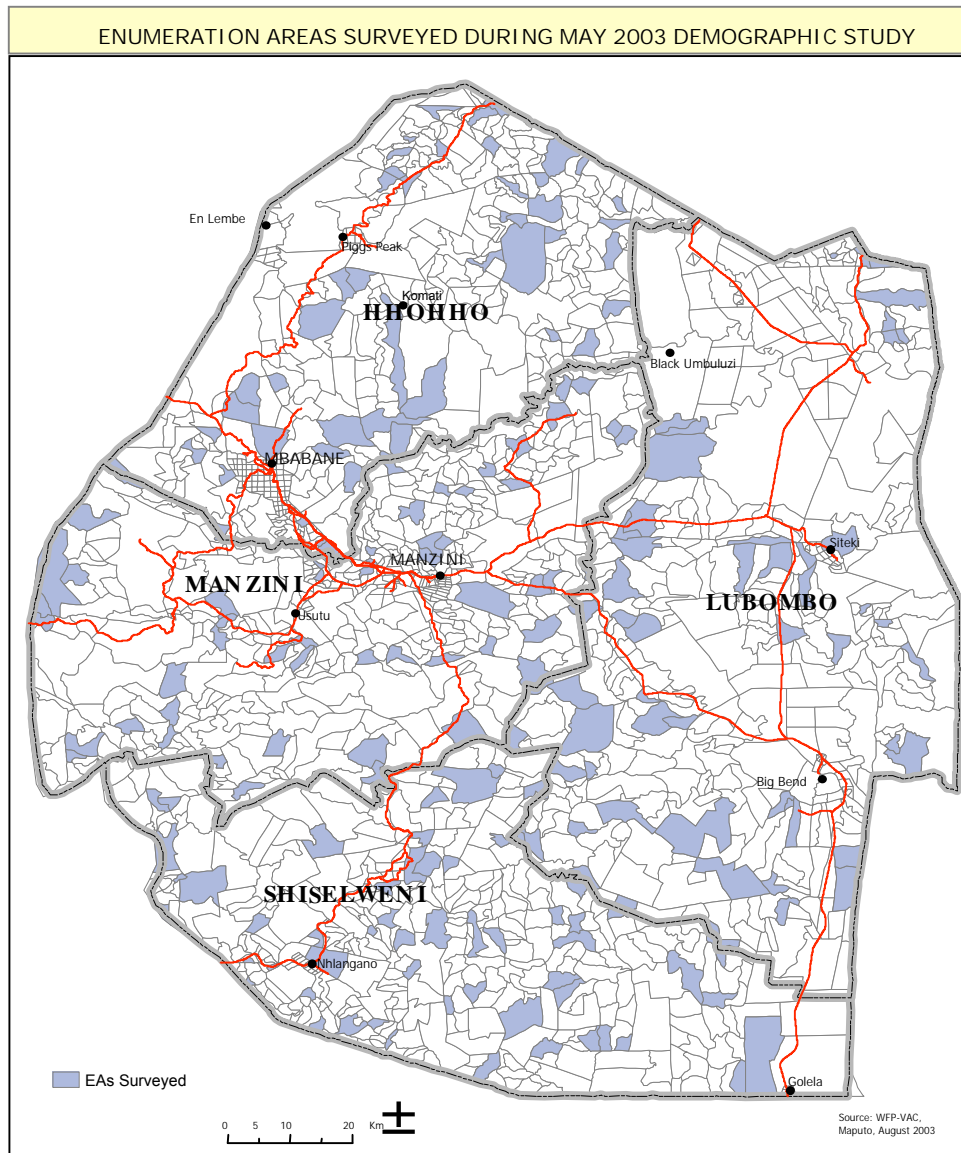 ENUMERATION AREAS SURVEYED DURING MAY 2003 DEMOGRAPHIC STUDY
En Lembe
Piggs Peak
Komati
HHOHHO
Black Umbuluzi
MBABANE
Siteki
MANZINI
MANZINI
LUBOMBO
Usutu
Big Bend
SHISELWENI
Nhlangano
EAs Surveyed
Golela
0 5 10 20 Km
Source: WFP-VAC,
Maputo, August 2003